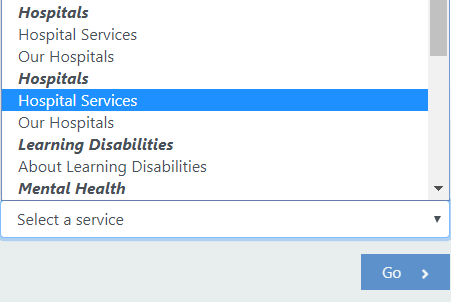 Hospitals
Hospital Services
Our Hospitals
Hospitals
Hospital Services
Our Hospitals
Learning Disabilities
About Learning Disabilities
Mental Health
Select a service
Go